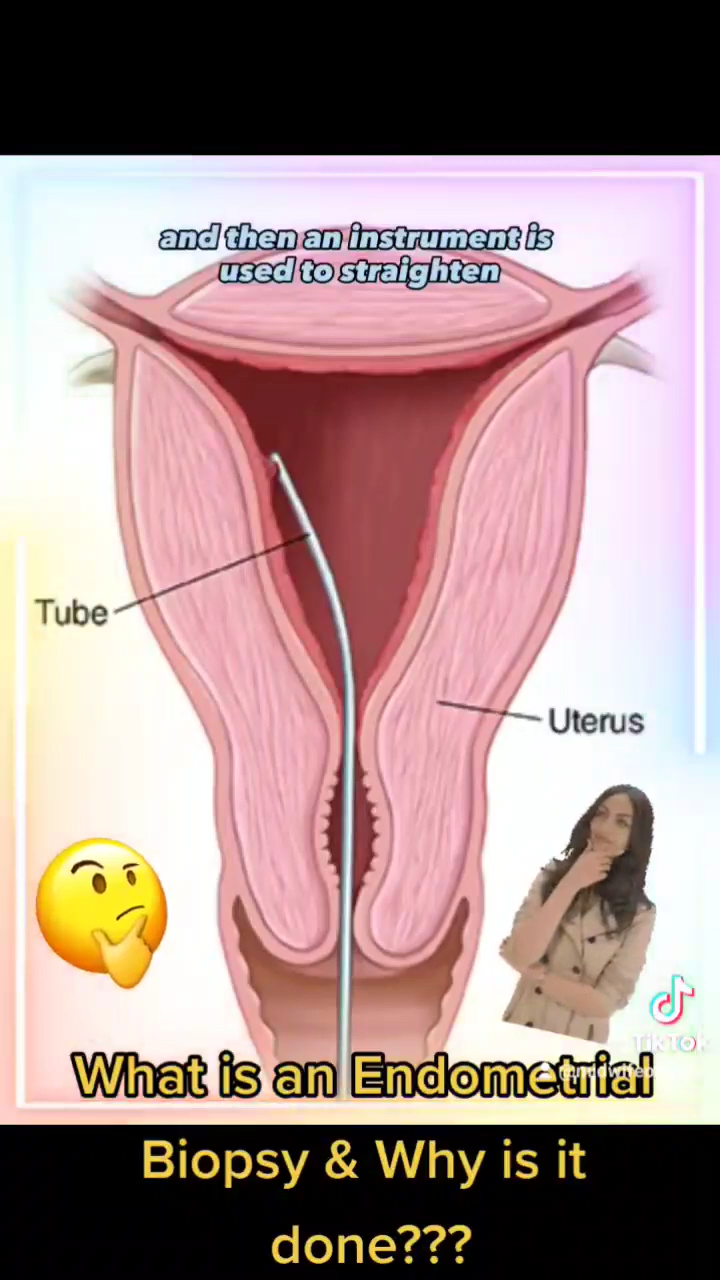 and then an instrument is
used to straighten
Tube
Uterus
TikTok
What is an Endometrial
Biopsy & Why is it
done???